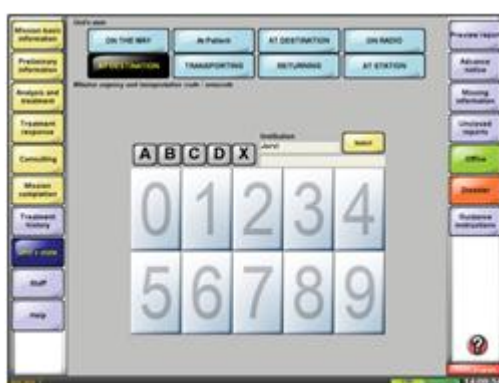 Unit's state
Mission basic
information
ON THE WAY
At Patient
AT DESTINATION
ON RADIO
Preview report
Preliminary
information
AT DESTINATION
TRANSPORTING
RETURNING
AT STATION
Advance
notice
Mission urgency and transportation code / network
Analysis and
treatment
Missing
information
Treatment
response
Unclosed
reports
Consulting
A B C D X
Institution
Select
Offline
Mission
completion
0 1 2 3 4
Disaster
Treatment
history
Guidance
instructions
Unit's state
Staff
5 6 7 8 9
Help
?